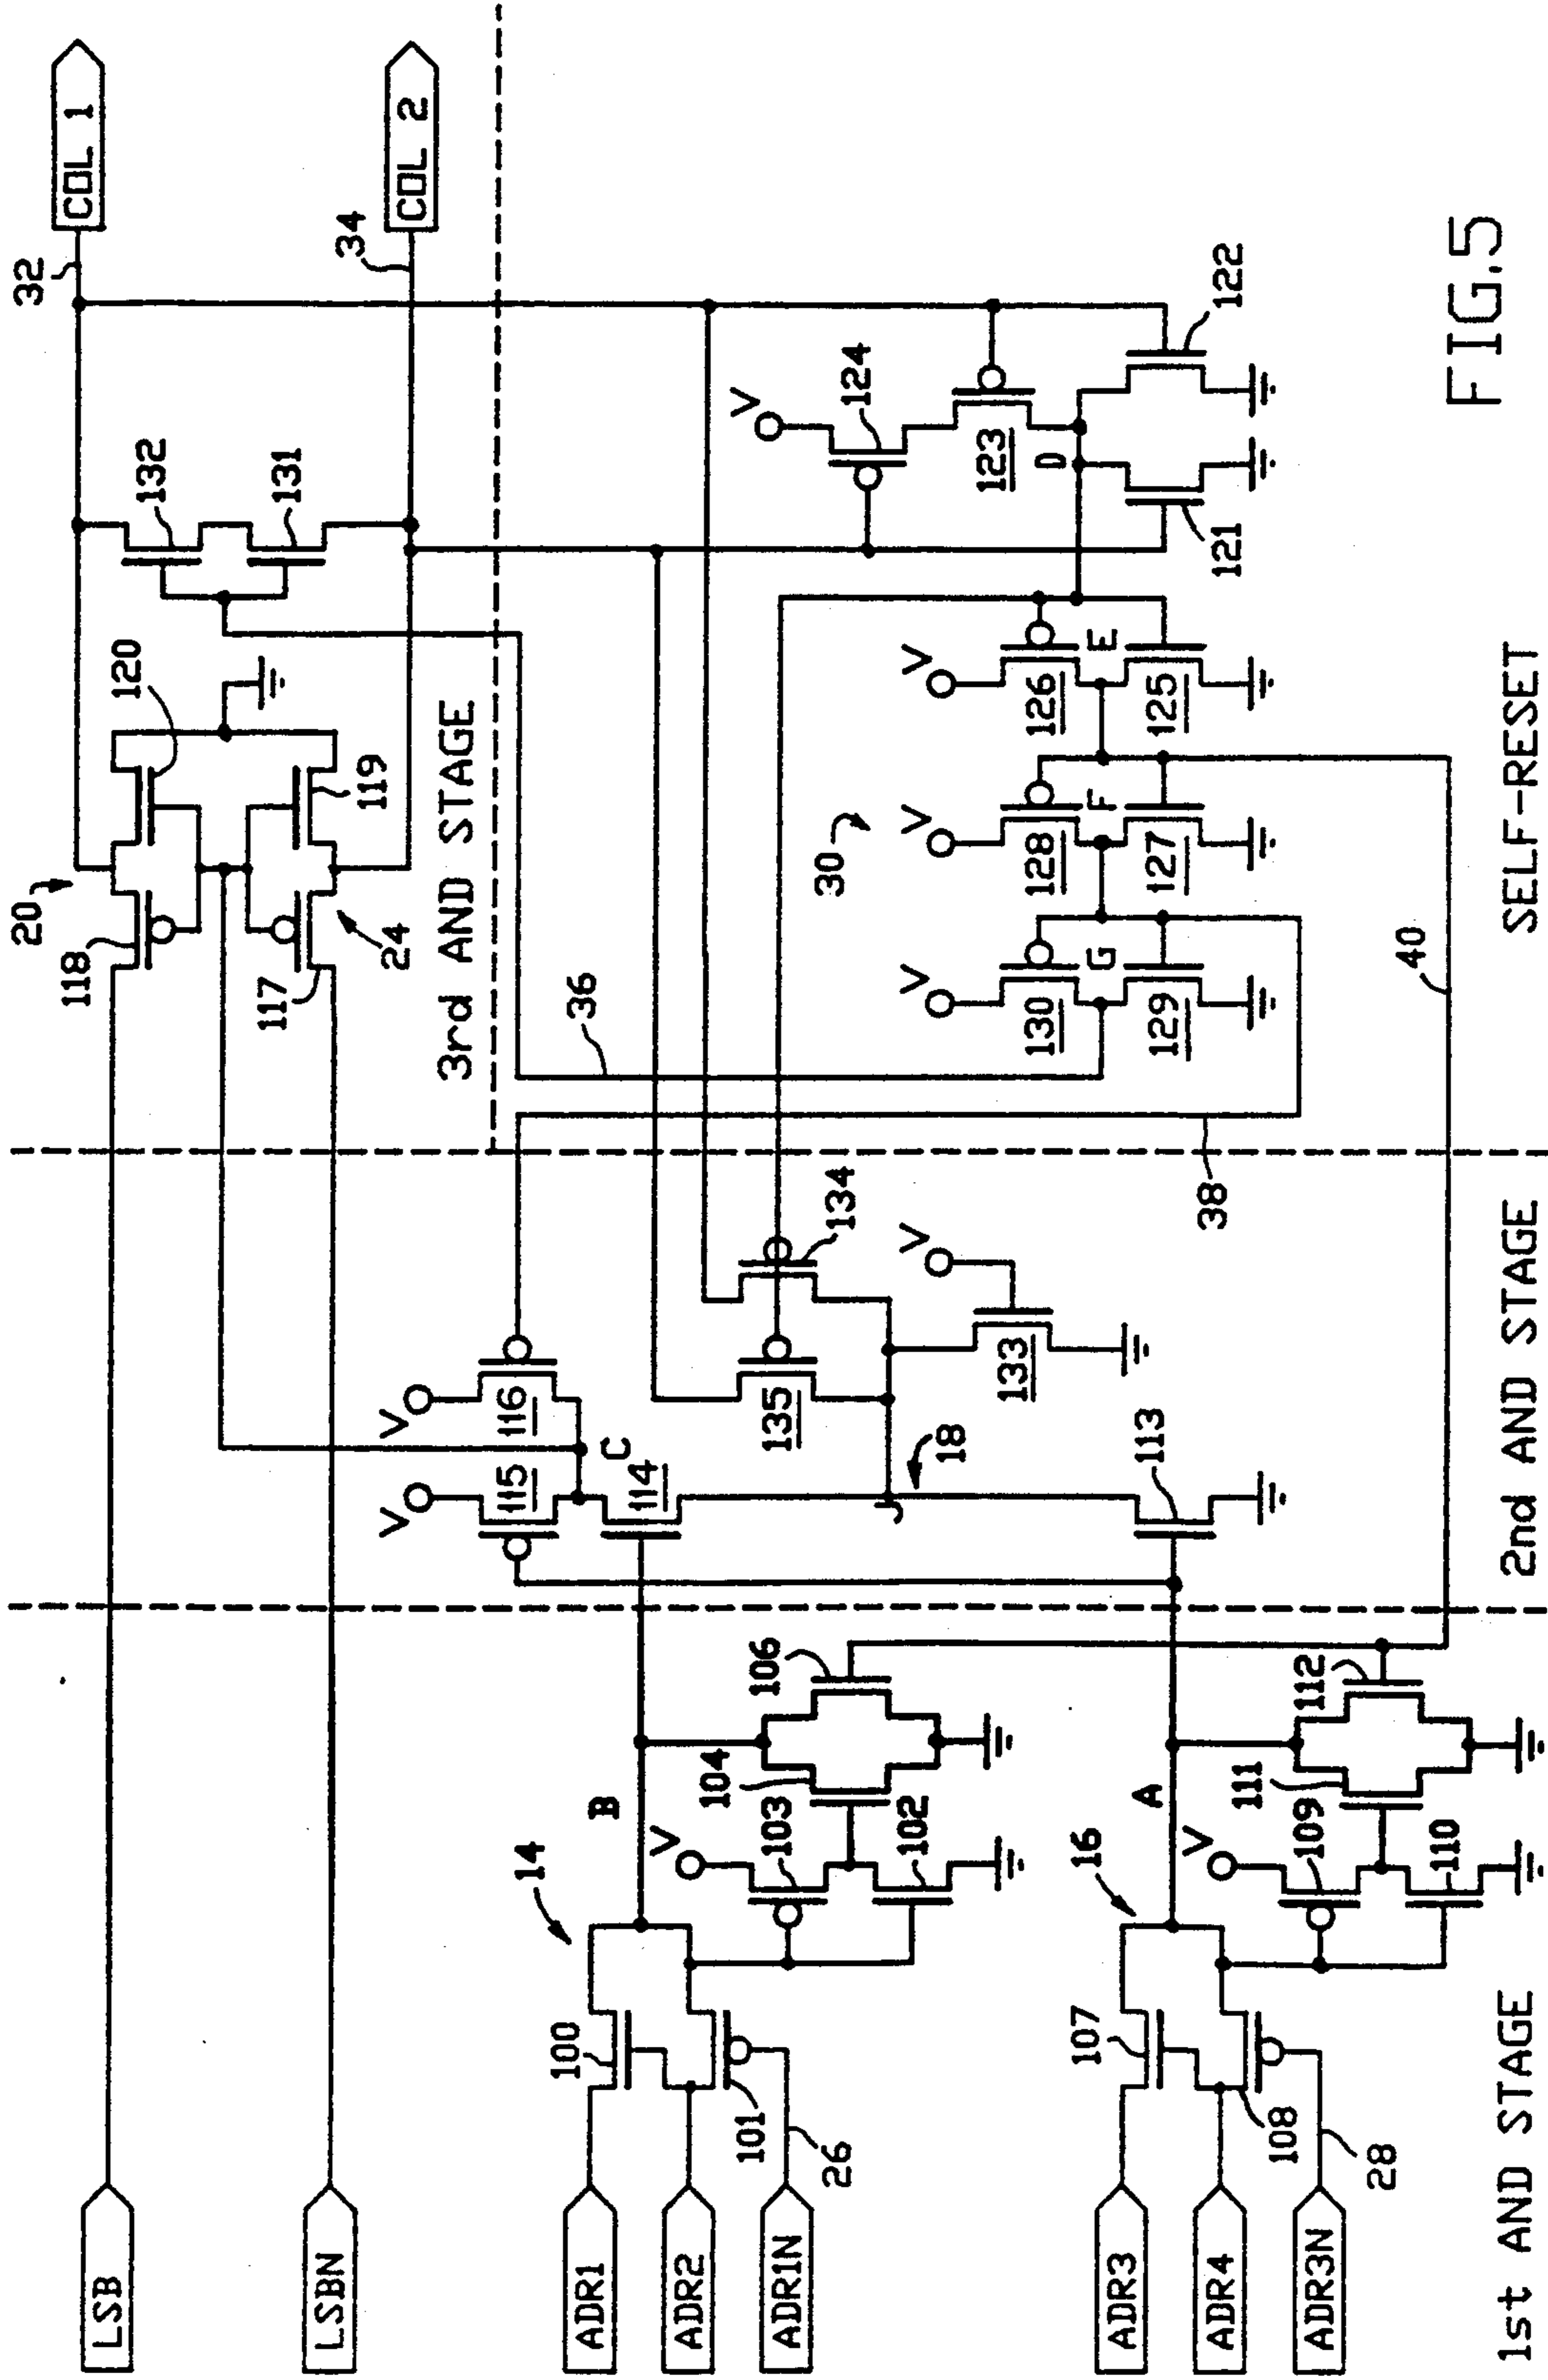 LSB
LSBN
ADR1
ADR2
ADR1N
ADR3
ADR4
ADR3N
26
28
100
101
107
108
14
16
B
A
V
103
102
104
106
V
109
110
111
112
1st AND STAGE
V
115
V
116
C
114
135
134
18
J
V
133
113
38
2nd AND STAGE
20
118
117
24
120
119
132
131
32
34
COL 1
COL 2
3rd AND STAGE
36
30
V
130
G
129
V
128
F
127
V
126
E
125
V
124
123
D
121
122
40
SELF-RESET
FIG.5